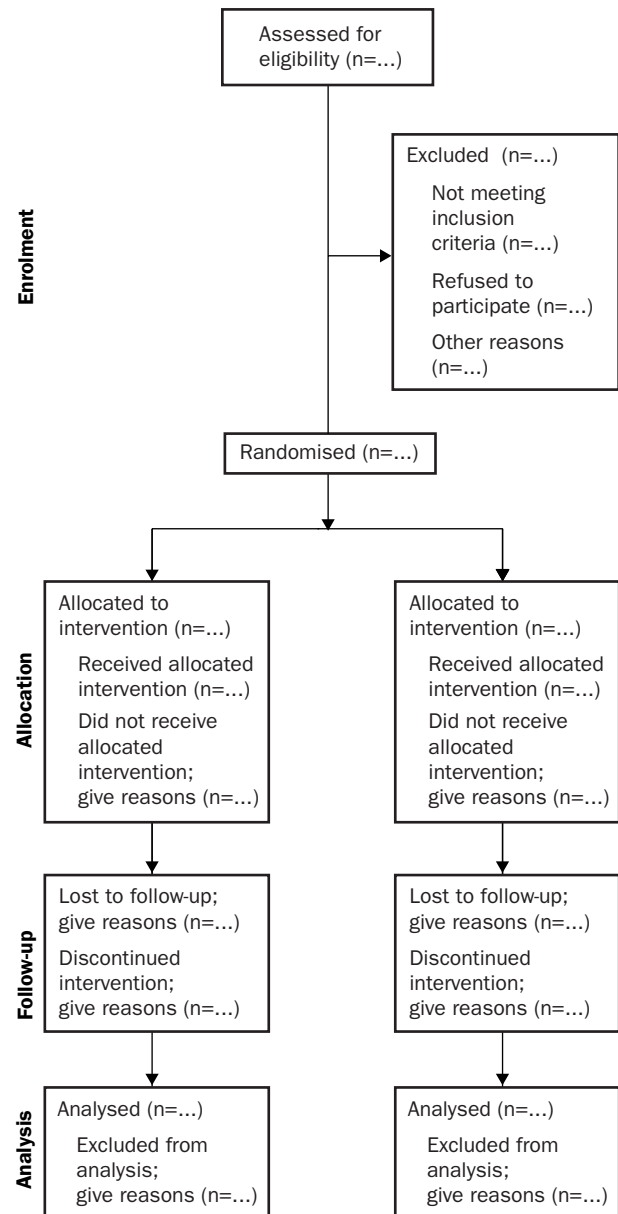 Assessed for
eligibility (n=...)
Enrolment
Excluded (n=...)
Not meeting
inclusion
criteria (n=...)
Refused to
participate (n=...)
Other reasons
(n=...)
Randomised (n=...)
Allocation
Allocated to
intervention (n=...)
Received allocated
intervention (n=...)
Did not receive
allocated
intervention;
give reasons (n=...)
Allocated to
intervention (n=...)
Received allocated
intervention (n=...)
Did not receive
allocated
intervention;
give reasons (n=...)
Follow-up
Lost to follow-up;
give reasons (n=...)
Discontinued
intervention;
give reasons (n=...)
Lost to follow-up;
give reasons (n=...)
Discontinued
intervention;
give reasons (n=...)
Analysis
Analysed (n=...)
Excluded from
analysis;
give reasons (n=...)
Analysed (n=...)
Excluded from
analysis;
give reasons (n=...)